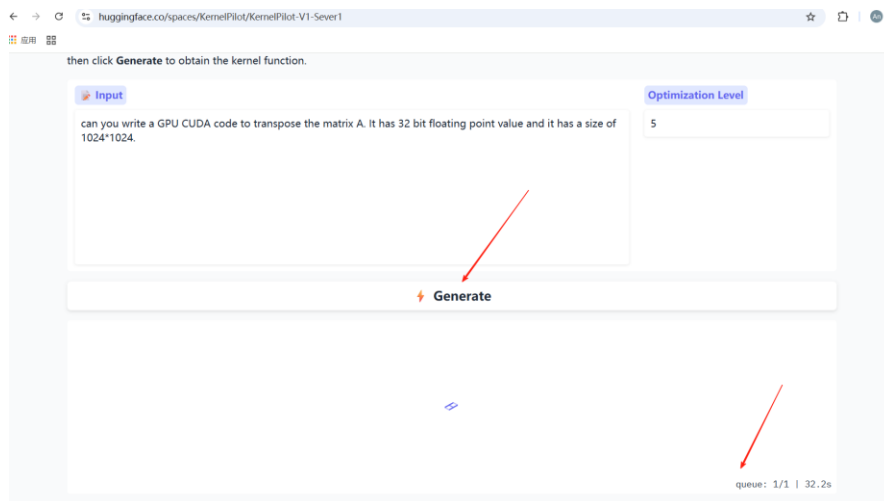 huggingface.co/spaces/KernelPilot/KernelPilot-V1-Sever1
An
应用
then click Generate to obtain the kernel function.
Input
Optimization Level
can you write a GPU CUDA code to transpose the matrix A. It has 32 bit floating point value and it has a size of
1024*1024.
5
Generate
queue: 1/1 | 32.2s